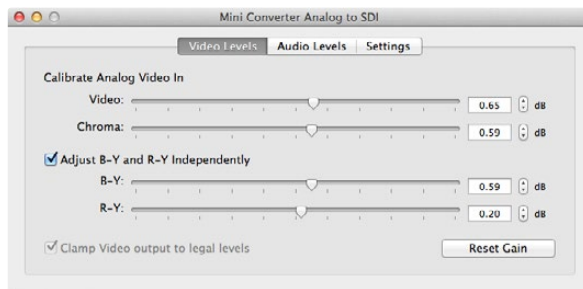 Mini Converter Analog to SDI
Video Levels Audio Levels Settings
Calibrate Analog Video In
Video: 0.65 dB
Chroma: 0.59 dB
Adjust B-Y and R-Y Independently
B-Y: 0.59 dB
R-Y: 0.20 dB
Clamp Video output to legal levels
Reset Gain